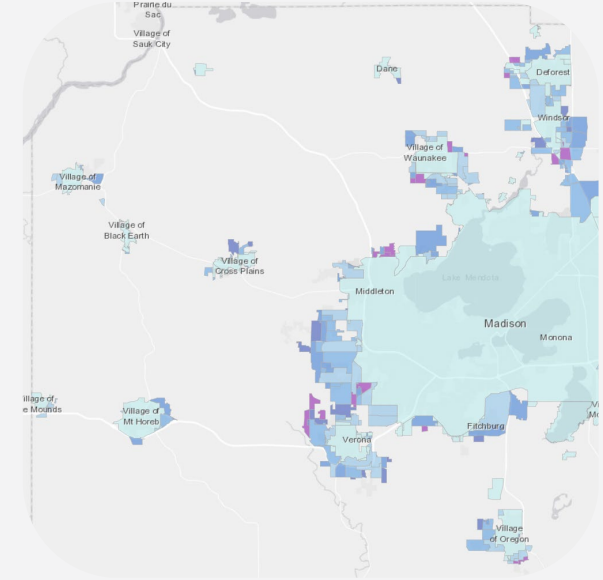 Prairie du
Sac
Village of
Sauk City
Dane
Deforest
Windsor
Village of
Waunakee
Village of
Mazomanie
Village of
Black Earth
Village of
Cross Plains
Lake Mendota
Middleton
Madison
Monona
illage of
e Mounds
Village of
Mt Horeb
Verona
Fitchburg
Vi
Mc
Village
of Oregon